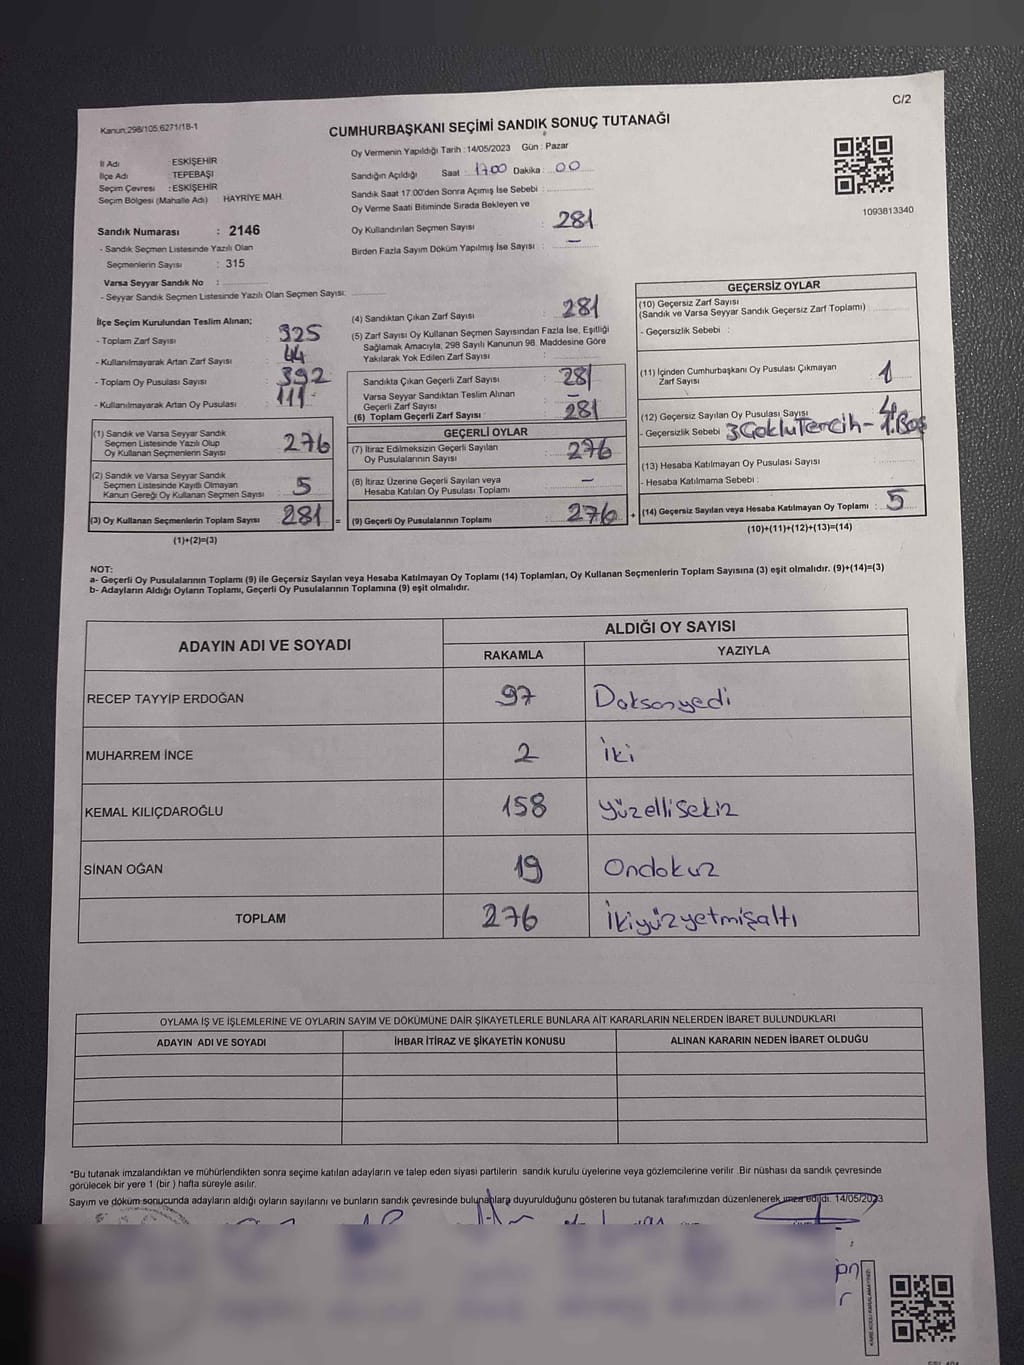 C/2
Kanun;298/105;6271/18-1
CUMHURBAŞKANI SEÇİMİ SANDIK SONUÇ TUTANAĞI
Oy Vermenin Yapıldığı Tarih :14/05/2023 Gün : Pazar
İl Adı : ESKİŞEHİR
İlçe Adı : TEPEBAŞI
Seçim Çevresi : ESKİŞEHİR
Seçim Bölgesi (Mahalle Adı) HAYRİYE MAH.
Sandığın Açıldığı Saat : 17.00 Dakika : 00
Sandık Saat 17:00'den Sonra Açımış İse Sebebi :
Oy Verme Saati Bitiminde Sırada Bekleyen ve
Oy Kullandırılan Seçmen Sayısı : 281
Birden Fazla Sayım Döküm Yapılmış İse Sayısı : -
1093813340
Sandık Numarası : 2146
- Sandık Seçmen Listesinde Yazılı Olan
Seçmenlerin Sayısı : 315
Varsa Seyyar Sandık No :
- Seyyar Sandık Seçmen Listesinde Yazılı Olan Seçmen Sayısı:
İlçe Seçim Kurulundan Teslim Alınan;
- Toplam Zarf Sayısı : 325
- Kullanılmayarak Artan Zarf Sayısı : 44
- Toplam Oy Pusulası Sayısı : 392
- Kullanılmayarak Artan Oy Pusulası : 111
(1) Sandık ve Varsa Seyyar Sandık
Seçmen Listesinde Yazılı Olup
Oy Kullanan Seçmenlerin Sayısı 276
(2) Sandık ve Varsa Seyyar Sandık
Seçmen Listesinde Kayıtlı Olmayan
Kanun Gereği Oy Kullanan Seçmen Sayısı 5
(3) Oy Kullanan Seçmenlerin Toplam Sayısı 281 =
(1)+(2)=(3)
(4) Sandıktan Çıkan Zarf Sayısı : 281
(5) Zarf Sayısı Oy Kullanan Seçmen Sayısından Fazla İse, Eşitliği
Sağlamak Amacıyla, 298 Sayılı Kanunun 98. Maddesine Göre
Yakılarak Yok Edilen Zarf Sayısı :
Sandıkta Çıkan Geçerli Zarf Sayısı : 281
Varsa Seyyar Sandıktan Teslim Alınan
Geçerli Zarf Sayısı : -
(6) Toplam Geçerli Zarf Sayısı : 281
GEÇERLİ OYLAR
(7) İtiraz Edilmeksizin Geçerli Sayılan
Oy Pusulalarının Sayısı : 276
(8) İtiraz Üzerine Geçerli Sayılan veya
Hesaba Katılan Oy Pusulası Toplamı : -
(9) Geçerli Oy Pusulalarının Toplamı : 276 +
GEÇERSİZ OYLAR
(10) Geçersiz Zarf Sayısı
(Sandık ve Varsa Seyyar Sandık Geçersiz Zarf Toplamı)
- Geçersizlik Sebebi :
(11) İçinden Cumhurbaşkanı Oy Pusulası Çıkmayan
Zarf Sayısı : 1
(12) Geçersiz Sayılan Oy Pusulası Sayısı : 4
- Geçersizlik Sebebi 3 Çoklu Tercih - 1. Boş
(13) Hesaba Katılmayan Oy Pusulası Sayısı :
- Hesaba Katılmama Sebebi :
(14) Geçersiz Sayılan veya Hesaba Katılmayan Oy Toplamı : 5
(10)+(11)+(12)+(13)=(14)
NOT:
a- Geçerli Oy Pusulalarının Toplamı (9) ile Geçersiz Sayılan veya Hesaba Katılmayan Oy Toplamı (14) Toplamları, Oy Kullanan Seçmenlerin Toplam Sayısına (3) eşit olmalıdır. (9)+(14)=(3)
b- Adayların Aldığı Oyların Toplamı, Geçerli Oy Pusulalarının Toplamına (9) eşit olmalıdır.
ADAYIN ADI VE SOYADI
ALDIĞI OY SAYISI
RAKAMLA YAZIYLA
RECEP TAYYİP ERDOĞAN 97 Doksanyedi
MUHARREM İNCE 2 İki
KEMAL KILIÇDAROĞLU 158 Yüzellisekiz
SİNAN OĞAN 19 Ondokuz
TOPLAM 276 İkiyüzyetmişaltı
OYLAMA İŞ VE İŞLEMLERİNE VE OYLARIN SAYIM VE DÖKÜMÜNE DAİR ŞİKAYETLERLE BUNLARA AİT KARARLARIN NELERDEN İBARET BULUNDUKLARI
ADAYIN ADI VE SOYADI İHBAR İTİRAZ VE ŞİKAYETİN KONUSU ALINAN KARARIN NEDEN İBARET OLDUĞU
*Bu tutanak imzalandıktan ve mühürlendikten sonra seçime katılan adayların ve talep eden siyasi partilerin sandık kurulu üyelerine veya gözlemcilerine verilir .Bir nüshası da sandık çevresinde
görülecek bir yere 1 (bir ) hafta süreyle asılır.
Sayım ve döküm sonucunda adayların aldığı oyların sayılarını ve bunların sandık çevresinde bulunanlara duyurulduğunu gösteren bu tutanak tarafımızdan düzenlenerek imza edildi. 14/05/2023